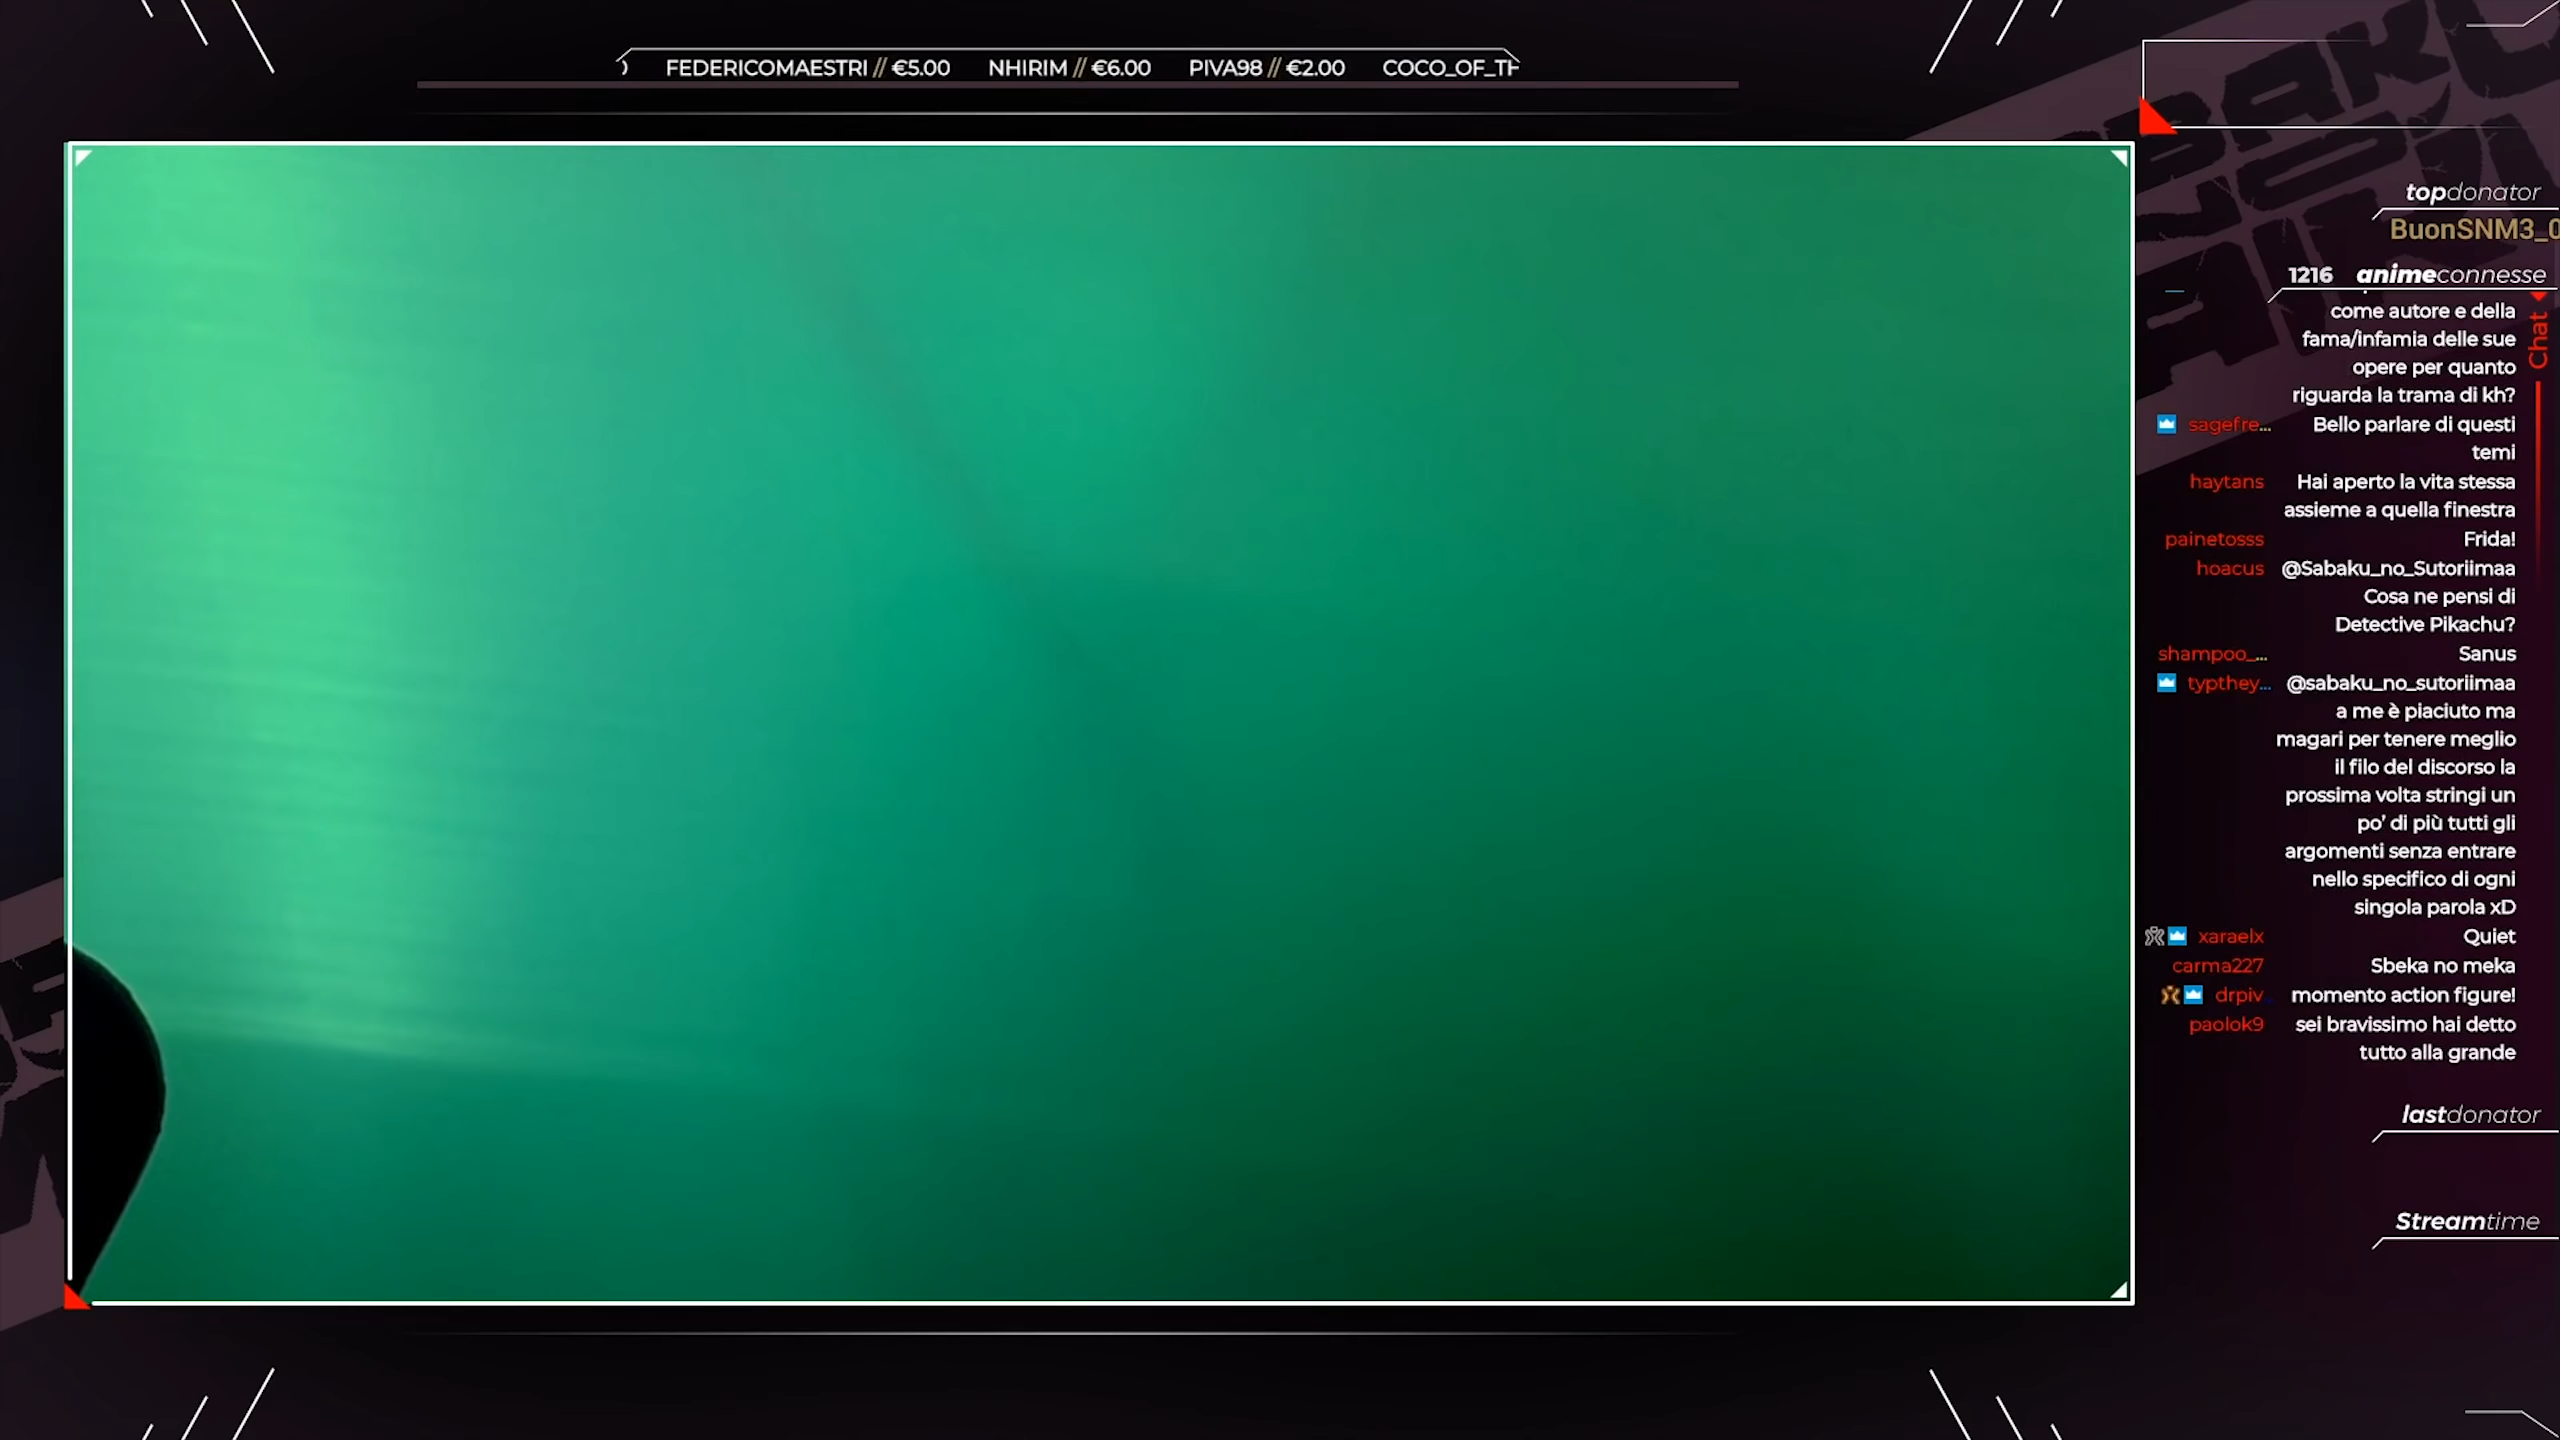 FEDERICOMAESTRI // €5.00 NHIRIM // €6.00 PIVA98 // €2.00 COCO_OF_TH
topdonator
BuonSNM3_0
1216 animeconnesse
Chat
come autore e della
fama/infamia delle sue
opere per quanto
riguarda la trama di kh?
sagefre... Bello parlare di questi
temi
haytans Hai aperto la vita stessa
assieme a quella finestra
painetosss Frida!
hoacus @Sabaku_no_Sutoriimaa
Cosa ne pensi di
Detective Pikachu?
shampoo_... Sanus
typthey... @sabaku_no_sutoriimaa
a me è piaciuto ma
magari per tenere meglio
il filo del discorso la
prossima volta stringi un
po' di più tutti gli
argomenti senza entrare
nello specifico di ogni
singola parola xD
xaraelx Quiet
carma227 Sbeka no meka
drpiv momento action figure!
paolok9 sei bravissimo hai detto
tutto alla grande
lastdonator
Streamtime